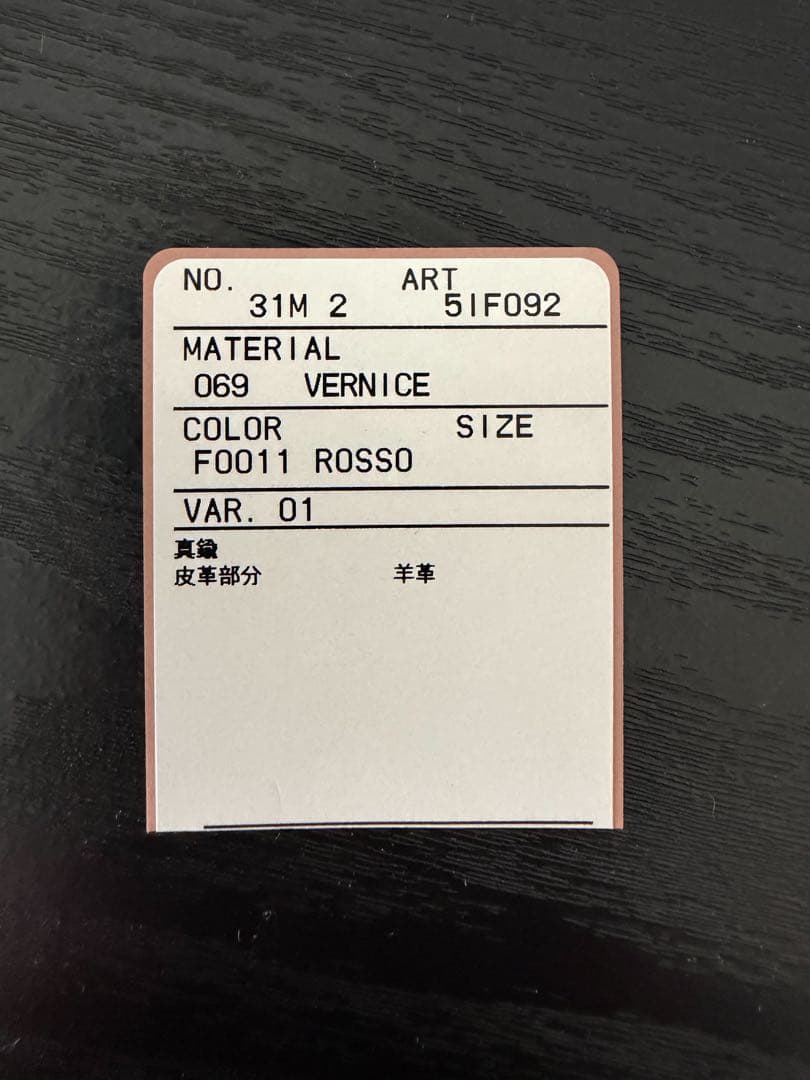 NO. ART
31M 2 51F092
MATERIAL
069 VERNICE
COLOR SIZE
F0011 ROSSO
VAR. 01
真鍮
皮革部分 羊革